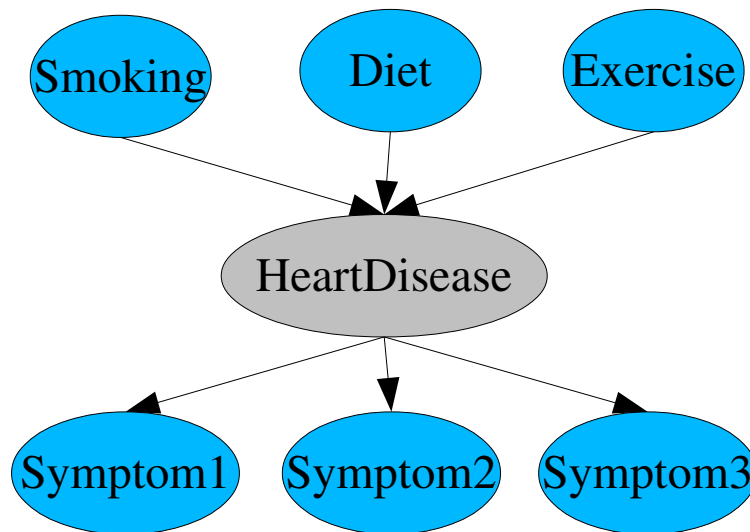 Smoking
Diet
Exercise
HeartDisease
Symptom1
Symptom2
Symptom3